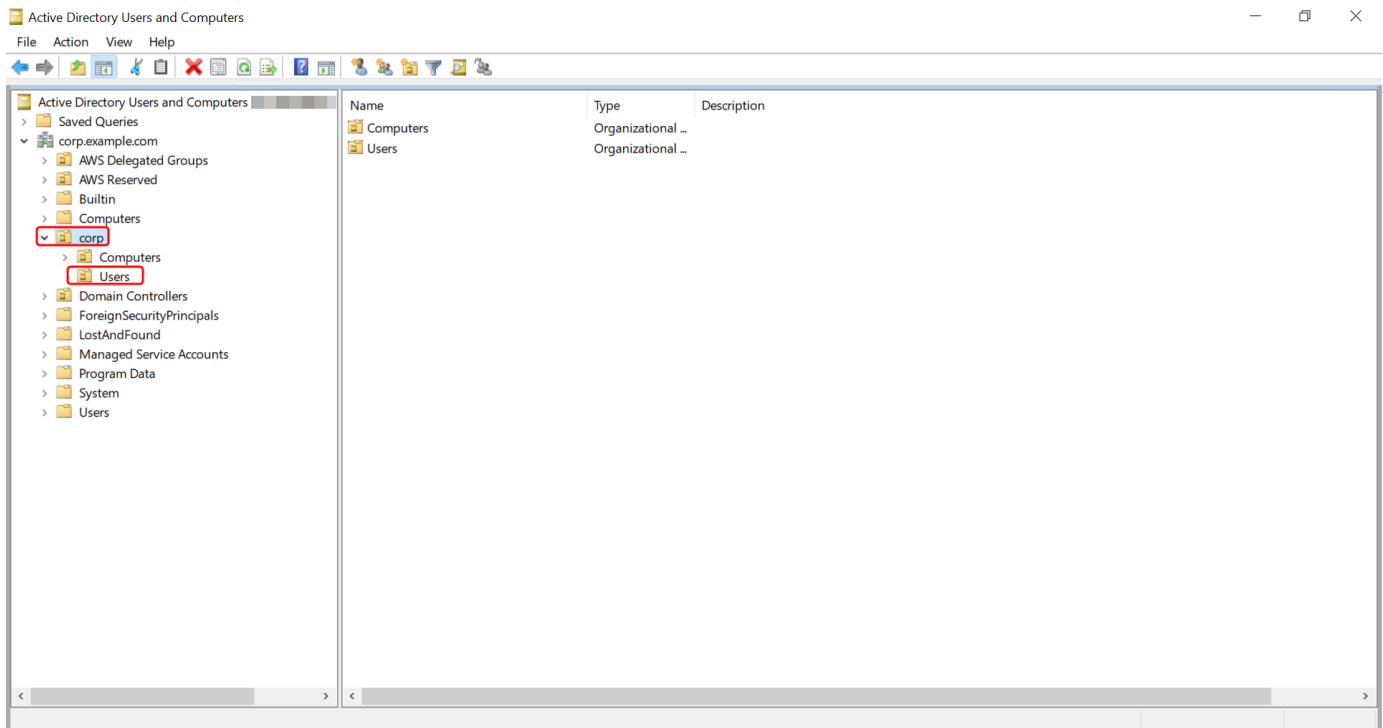 Active Directory Users and Computers
File Action View Help
Active Directory Users and Computers
Saved Queries
corp.example.com
AWS Delegated Groups
AWS Reserved
Builtin
Computers
corp
Computers
Users
Domain Controllers
ForeignSecurityPrincipals
LostAndFound
Managed Service Accounts
Program Data
System
Users
Name Type Description
Computers Organizational ...
Users Organizational ...